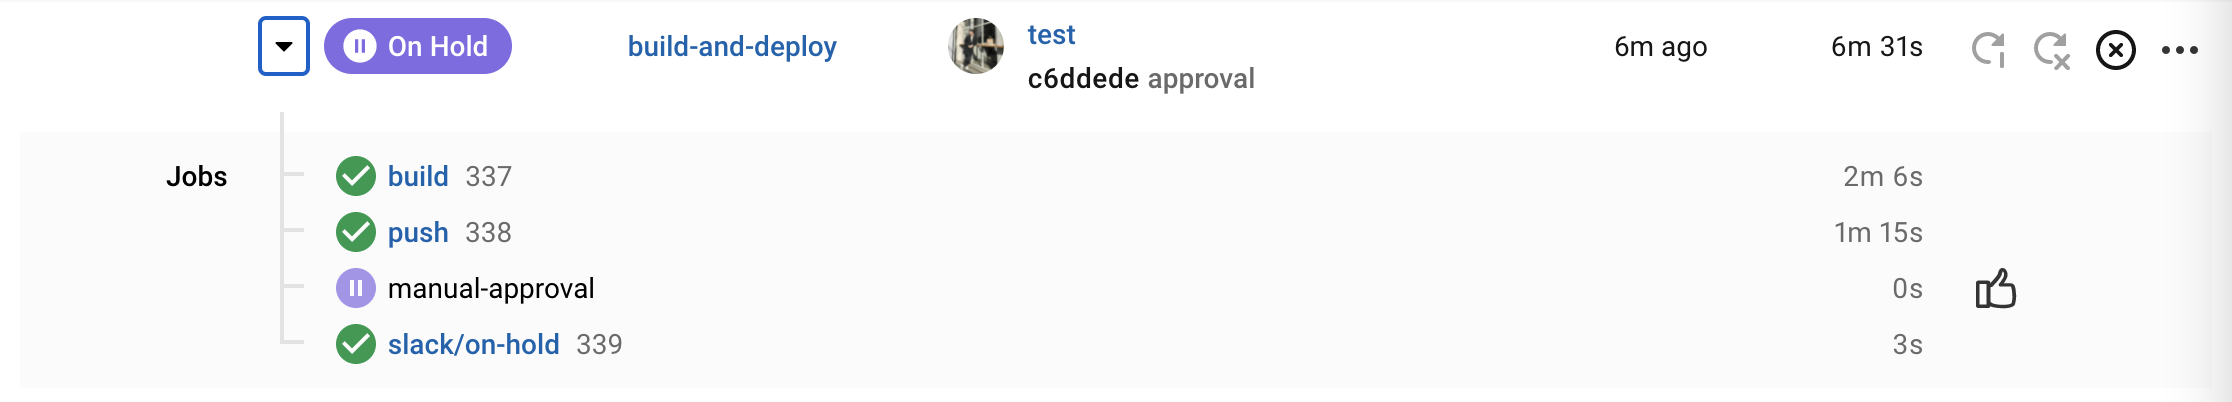 On Hold build-and-deploy test 6m ago 6m 31s
c6ddede approval
Jobs build 337 2m 6s
push 338 1m 15s
manual-approval 0s
slack/on-hold 339 3s